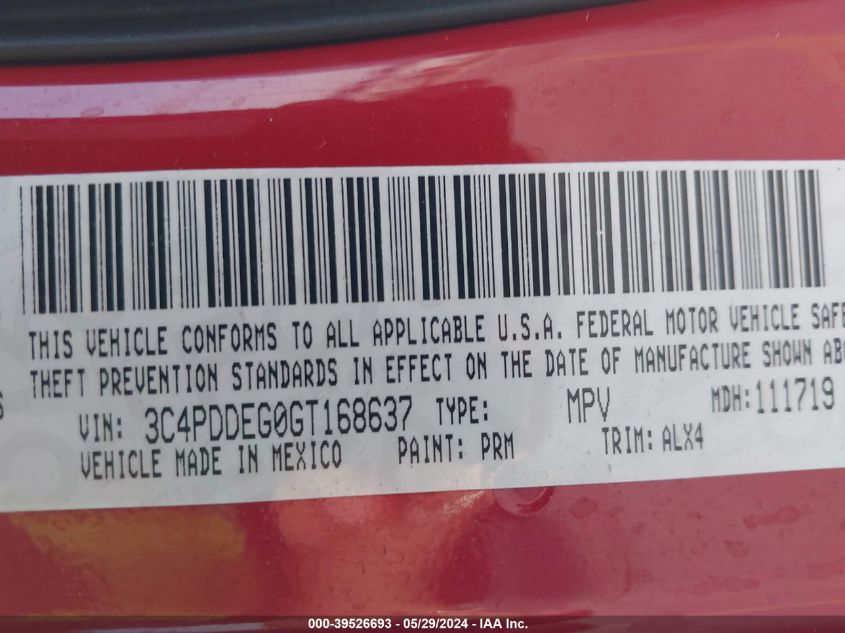 THIS VEHICLE CONFORMS TO ALL APPLICABLE U.S.A. FEDERAL MOTOR VEHICLE SAFE
THEFT PREVENTION STANDARDS IN EFFECT ON THE DATE OF MANUFACTURE SHOWN ABO
VIN: 3C4PDDEG0GT168637 TYPE: MPV MDH: 111719
VEHICLE MADE IN MEXICO PAINT: PRM TRIM: ALX4
000-39526693 - 05/29/2024 - IAA Inc.